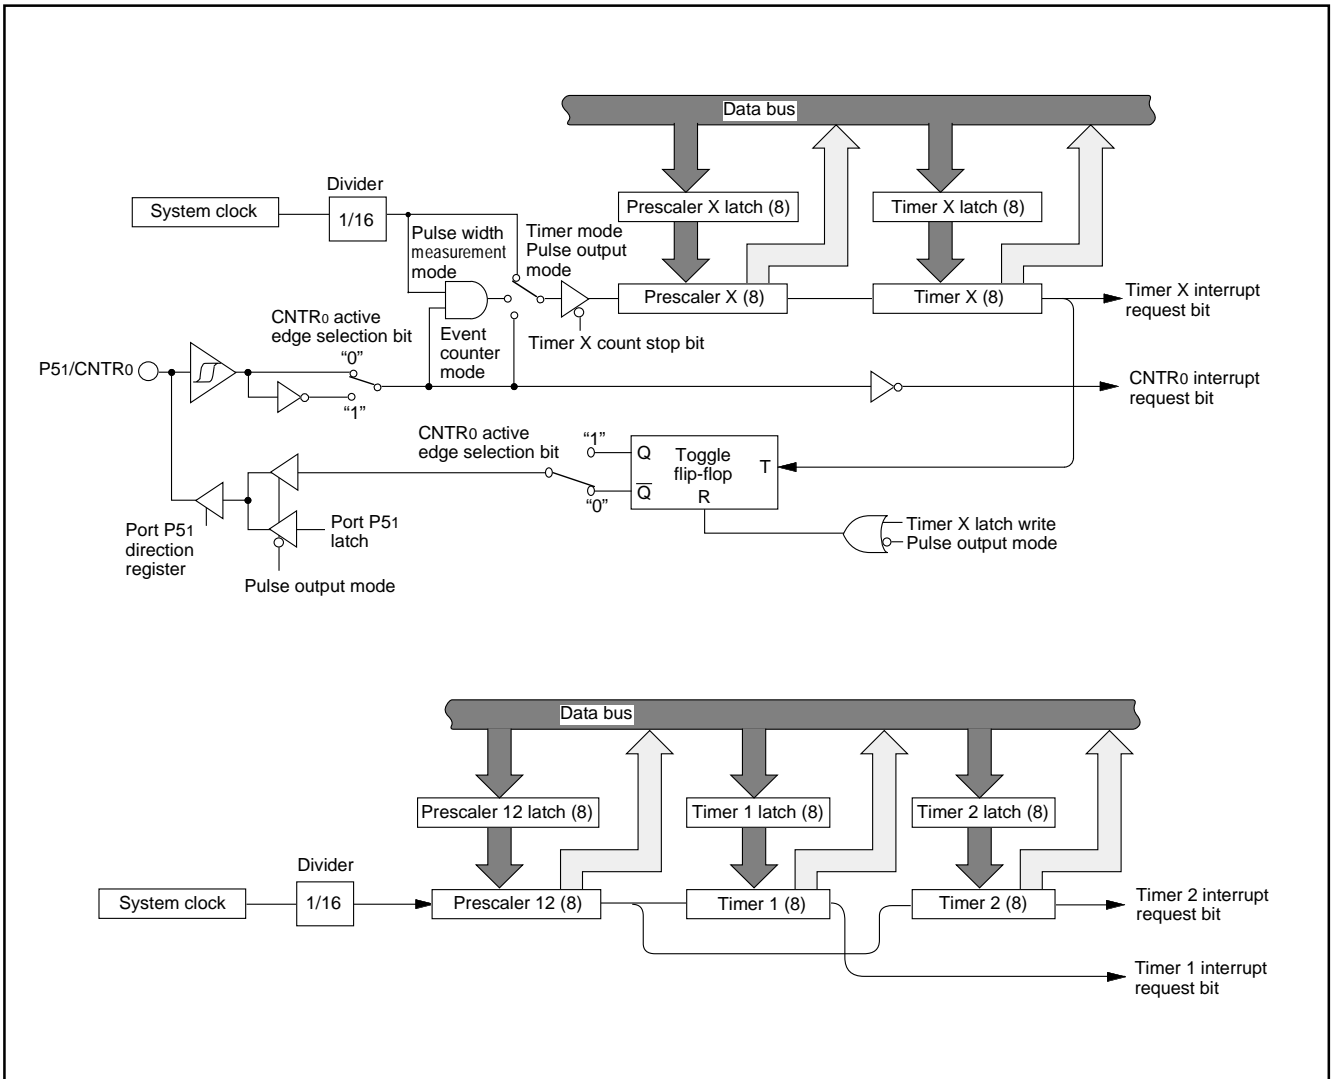 Data bus
Divider
System clock
1/16
Prescaler X latch (8)
Timer X latch (8)
Pulse width
measurement
mode
Timer mode
Pulse output
mode
Prescaler X (8)
Timer X (8)
Timer X interrupt
request bit
CNTR0 active
edge selection bit
Event
counter
mode
Timer X count stop bit
P51/CNTR0
“0”
“1”
CNTR0 interrupt
request bit
CNTR0 active
edge selection bit
“1”
“0”
Q
Q̅
Toggle
flip-flop
T
R
Port P51
direction
register
Port P51
latch
Pulse output mode
Timer X latch write
Pulse output mode
Data bus
Prescaler 12 latch (8)
Timer 1 latch (8)
Timer 2 latch (8)
Divider
System clock
1/16
Prescaler 12 (8)
Timer 1 (8)
Timer 2 (8)
Timer 2 interrupt
request bit
Timer 1 interrupt
request bit